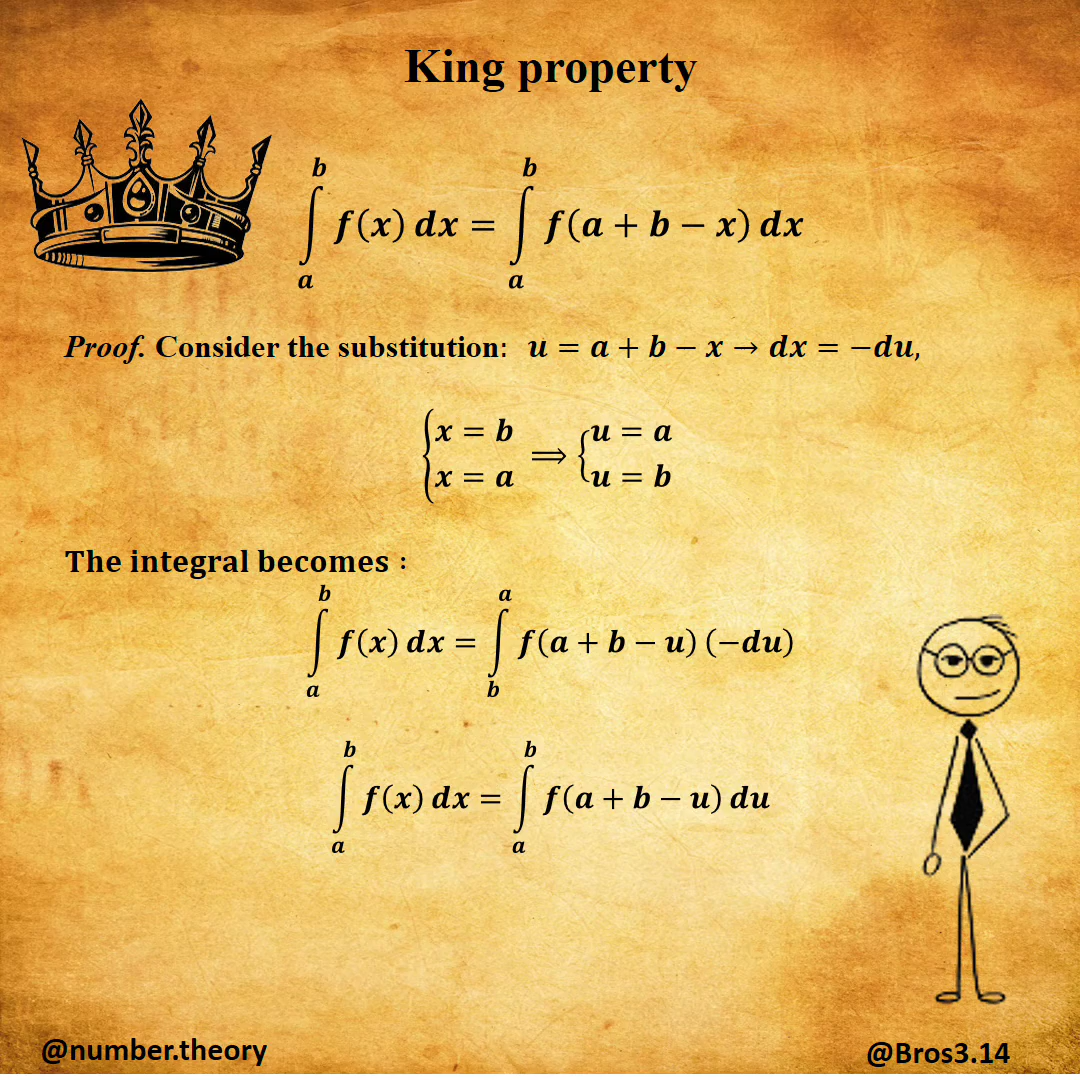 King property
∫_a^b f(x) dx = ∫_a^b f(a + b − x) dx
Proof. Consider the substitution: u = a + b − x → dx = −du,
{x = b ⟹ {u = a
{x = a {u = b
The integral becomes :
∫_a^b f(x) dx = ∫_b^a f(a + b − u) (−du)
∫_a^b f(x) dx = ∫_a^b f(a + b − u) du
@number.theory
@Bros3.14